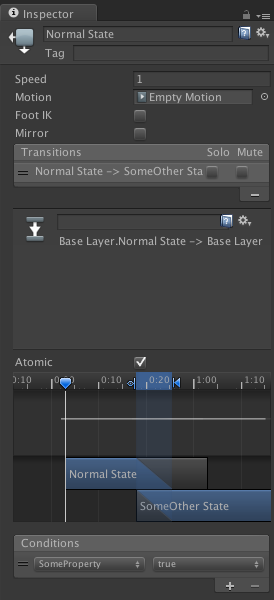 Inspector
Normal State
Tag
Speed 1
Motion Empty Motion
Foot IK
Mirror
Transitions Solo Mute
Normal State -> SomeOther Sta
Base Layer.Normal State -> Base Layer
Atomic
0:10 0:10 0:20 1:00 1:10
Normal State
SomeOther State
Conditions
SomeProperty true